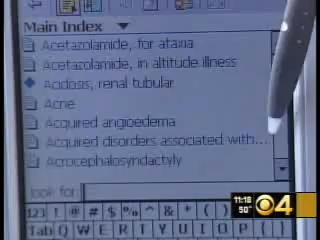 Main Index
Acetazolamide, for ataxia
Acetazolamide, in altitude illness
Acidosis, renal tubular
Acne
Acquired angioedema
Acquired disorders associated with...
Acrocephalosyndactyly
look for:
123 ! @ # $ % ^ & * ( )
Tab Q W E R T Y U I O P [ ]
11:18
50°
4